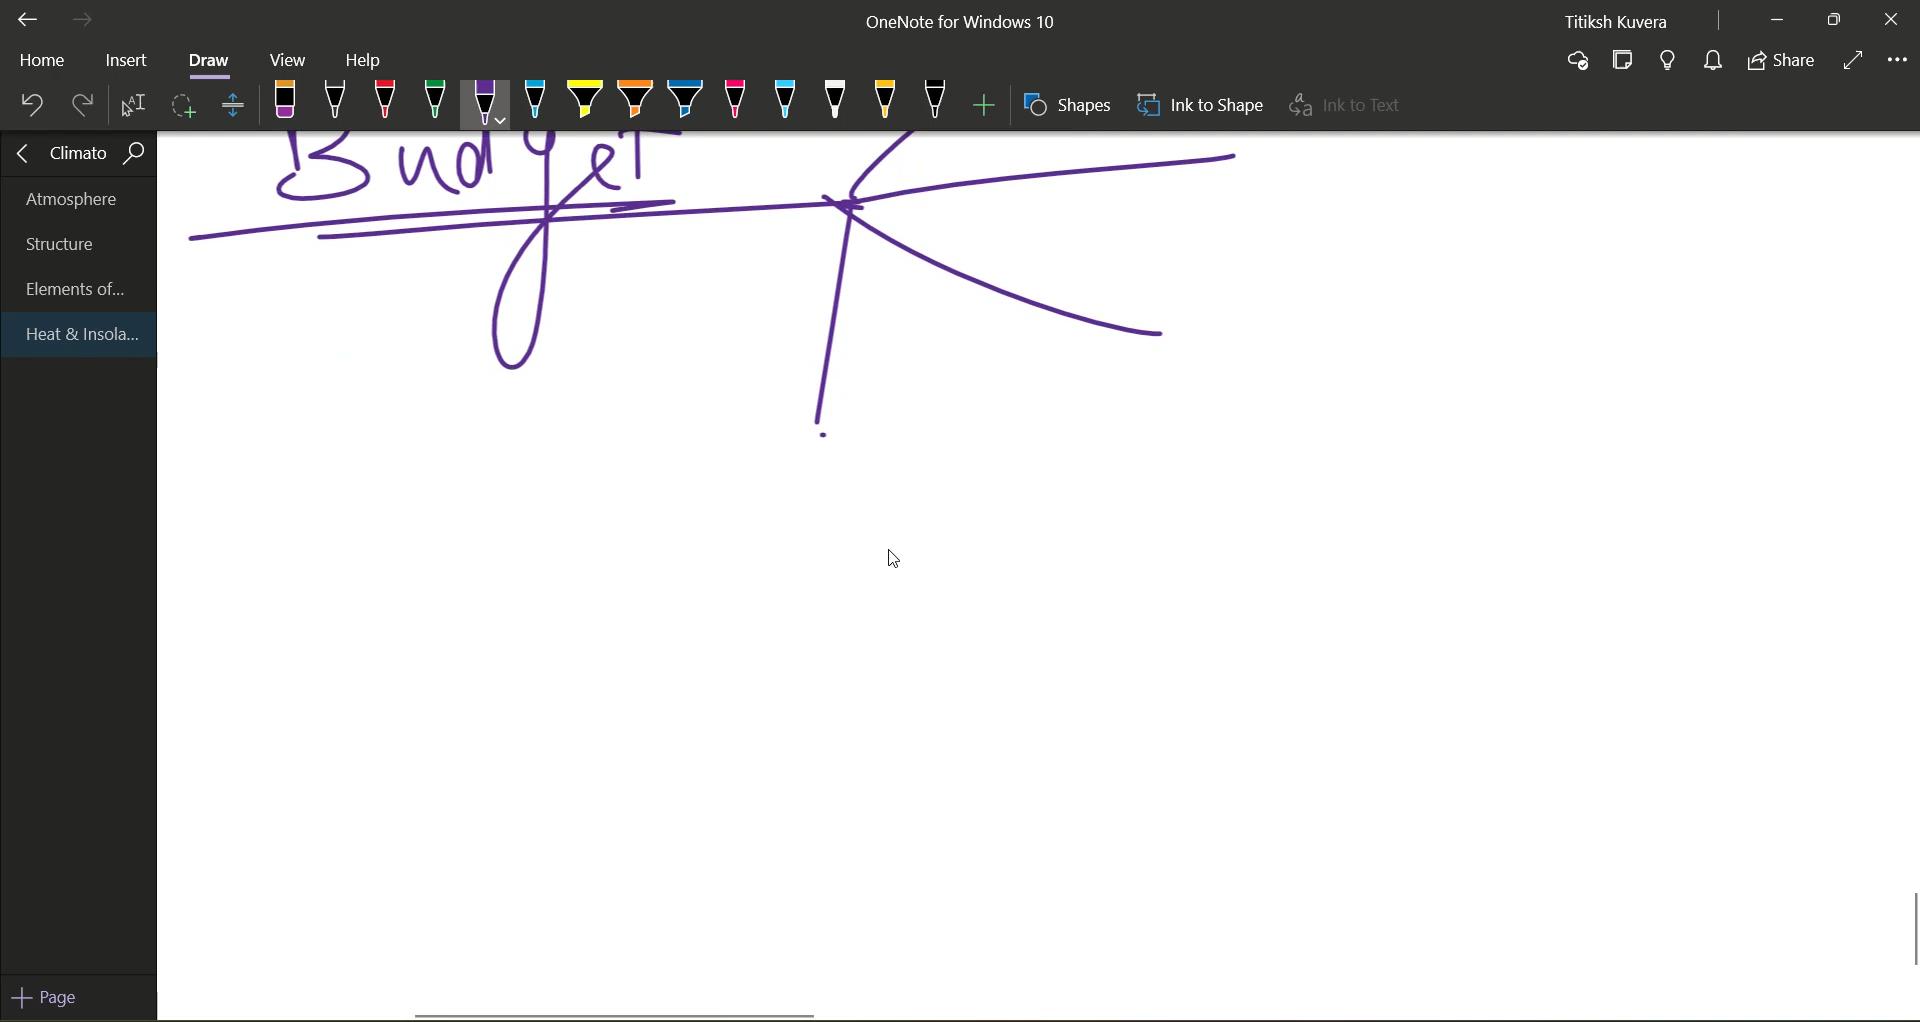 OneNote for Windows 10
Titiksh Kuvera
Home Insert Draw View Help
Share
Shapes Ink to Shape Ink to Text
Climato
Atmosphere
Structure
Elements of...
Heat & Insola...
Budget
Page